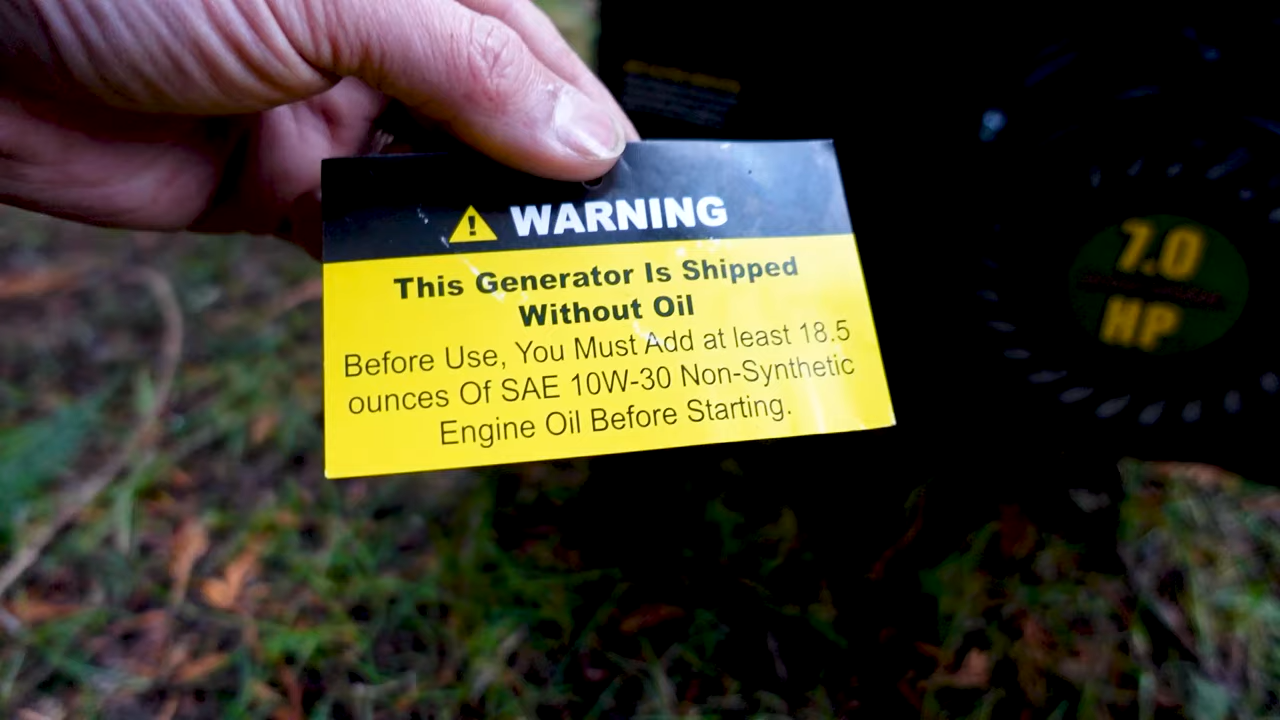 WARNING
This Generator Is Shipped
Without Oil
Before Use, You Must Add at least 18.5
ounces Of SAE 10W-30 Non-Synthetic
Engine Oil Before Starting.
7.0
HP